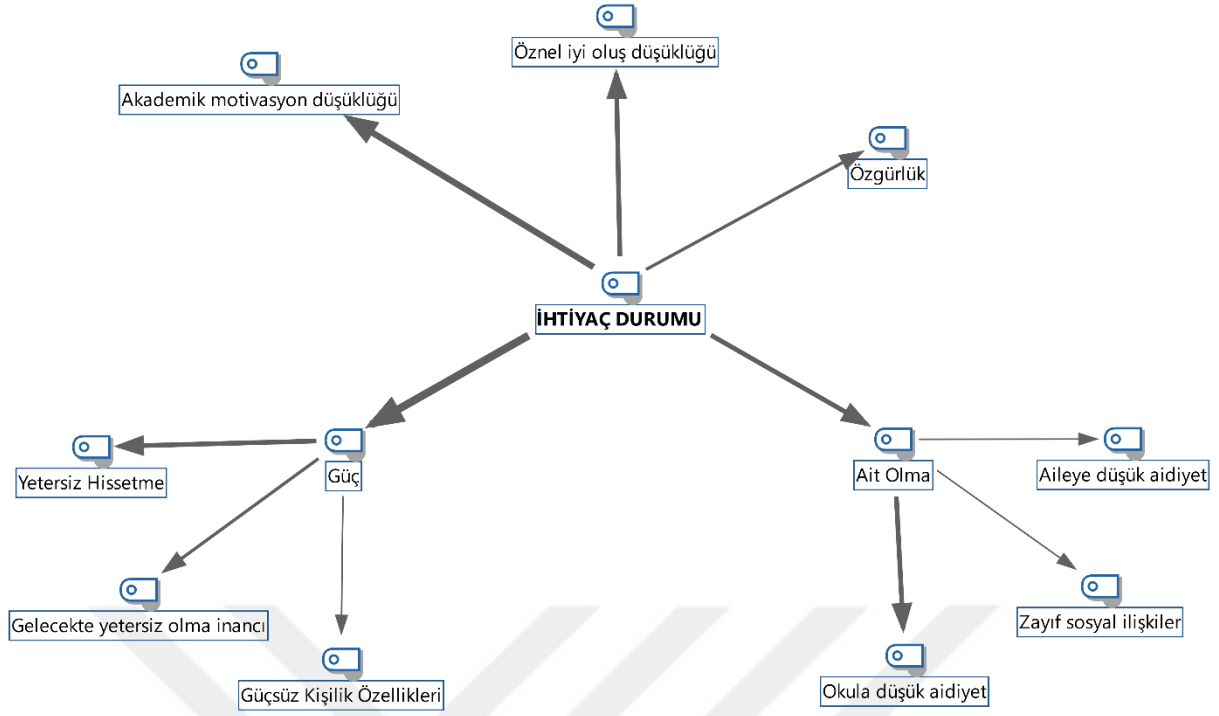 Öznel iyi oluş düşüklüğü
Akademik motivasyon düşüklüğü
Özgürlük
İHTİYAÇ DURUMU
Yetersiz Hissetme
Güç
Ait Olma
Aileye düşük aidiyet
Gelecekte yetersiz olma inancı
Zayıf sosyal ilişkiler
Güçsüz Kişilik Özellikleri
Okula düşük aidiyet